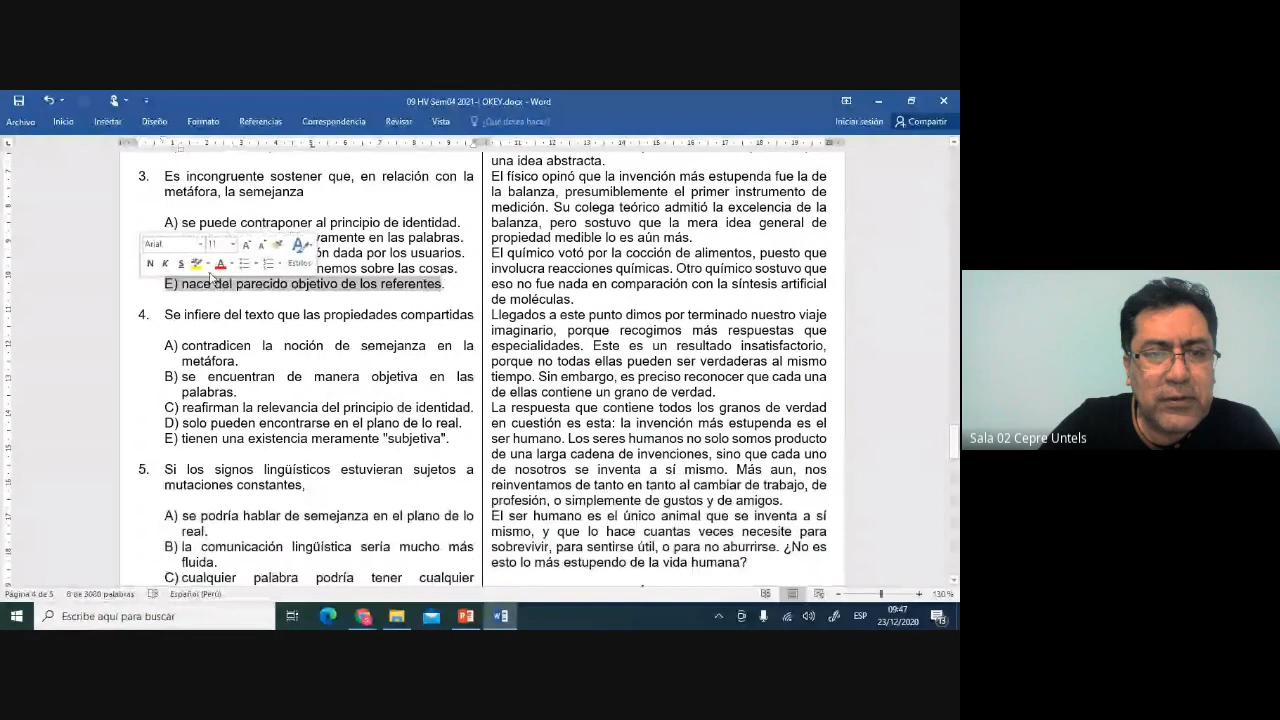 09 HV Sem04 2021-I OKEY.docx - Word
Archivo Inicio Insertar Diseño Formato Referencias Correspondencia Revisar Vista ¿Qué desea hacer? Iniciar sesión Compartir
3. Es incongruente sostener que, en relación con la
metáfora, la semejanza
A) se puede contraponer al principio de identidad.
vamente en las palabras.
ón dada por los usuarios.
nemos sobre las cosas.
E) nace del parecido objetivo de los referentes.
Arial 11
N K S Estilos
4. Se infiere del texto que las propiedades compartidas
A) contradicen la noción de semejanza en la
metáfora.
B) se encuentran de manera objetiva en las
palabras.
C) reafirman la relevancia del principio de identidad.
D) solo pueden encontrarse en el plano de lo real.
E) tienen una existencia meramente "subjetiva".
5. Si los signos lingüísticos estuvieran sujetos a
mutaciones constantes,
A) se podría hablar de semejanza en el plano de lo
real.
B) la comunicación lingüística sería mucho más
fluida.
C) cualquier palabra podría tener cualquier
una idea abstracta.
El físico opinó que la invención más estupenda fue la de
la balanza, presumiblemente el primer instrumento de
medición. Su colega teórico admitió la excelencia de la
balanza, pero sostuvo que la mera idea general de
propiedad medible lo es aún más.
El químico votó por la cocción de alimentos, puesto que
involucra reacciones químicas. Otro químico sostuvo que
eso no fue nada en comparación con la síntesis artificial
de moléculas.
Llegados a este punto dimos por terminado nuestro viaje
imaginario, porque recogimos más respuestas que
especialidades. Este es un resultado insatisfactorio,
porque no todas ellas pueden ser verdaderas al mismo
tiempo. Sin embargo, es preciso reconocer que cada una
de ellas contiene un grano de verdad.
La respuesta que contiene todos los granos de verdad
en cuestión es esta: la invención más estupenda es el
ser humano. Los seres humanos no solo somos producto
de una larga cadena de invenciones, sino que cada uno
de nosotros se inventa a sí mismo. Más aun, nos
reinventamos de tanto en tanto al cambiar de trabajo, de
profesión, o simplemente de gustos y de amigos.
El ser humano es el único animal que se inventa a sí
mismo, y que lo hace cuantas veces necesite para
sobrevivir, para sentirse útil, o para no aburrirse. ¿No es
esto lo más estupendo de la vida humana?
Página 4 de 5 8 de 3080 palabras Español (Perú) 130 %
Escribe aquí para buscar
ESP
09:47
23/12/2020
Sala 02 Cepre Untels